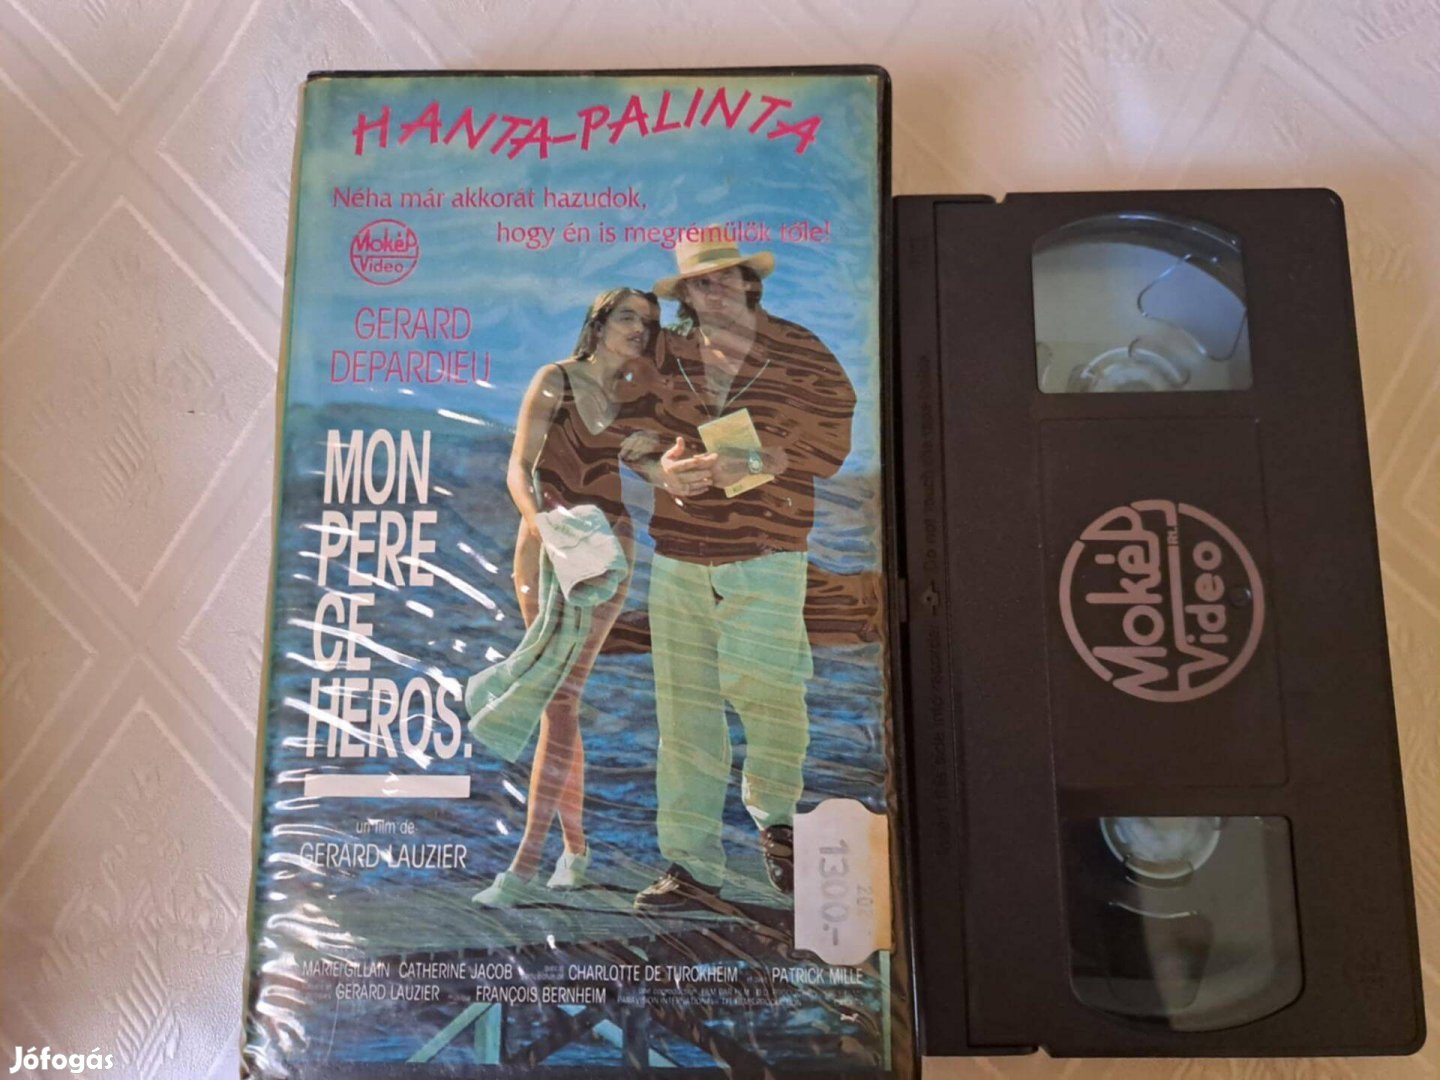 HANTA-PALINTA
Néha már akkorát hazudok,
hogy én is megrémülök tőle!
MOKÉP
Video
GERARD
DEPARDIEU
MON
PERE
CE
HEROS.
un film de
GERARD LAUZIER
1300.-
MARIE GILLAIN CATHERINE JACOB CHARLOTTE DE TURCKHEIM PATRICK MILLE
GERARD LAUZIER FRANÇOIS BERNHEIM
MOKÉP RT.
Video
Jófogás